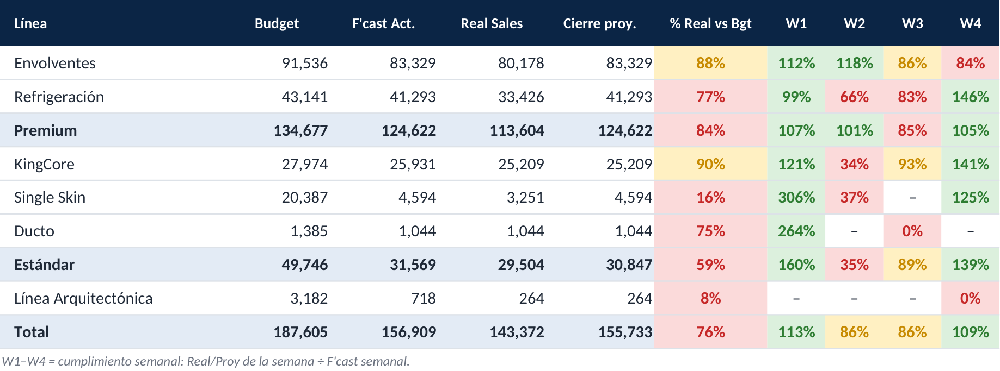 Línea Budget F'cast Act. Real Sales Cierre proy. % Real vs Bgt W1 W2 W3 W4
Envolventes 91,536 83,329 80,178 83,329 88% 112% 118% 86% 84%
Refrigeración 43,141 41,293 33,426 41,293 77% 99% 66% 83% 146%
Premium 134,677 124,622 113,604 124,622 84% 107% 101% 85% 105%
KingCore 27,974 25,931 25,209 25,209 90% 121% 34% 93% 141%
Single Skin 20,387 4,594 3,251 4,594 16% 306% 37% – 125%
Ducto 1,385 1,044 1,044 1,044 75% 264% – 0% –
Estándar 49,746 31,569 29,504 30,847 59% 160% 35% 89% 139%
Línea Arquitectónica 3,182 718 264 264 8% – – – 0%
Total 187,605 156,909 143,372 155,733 76% 113% 86% 86% 109%
W1–W4 = cumplimiento semanal: Real/Proy de la semana ÷ F'cast semanal.